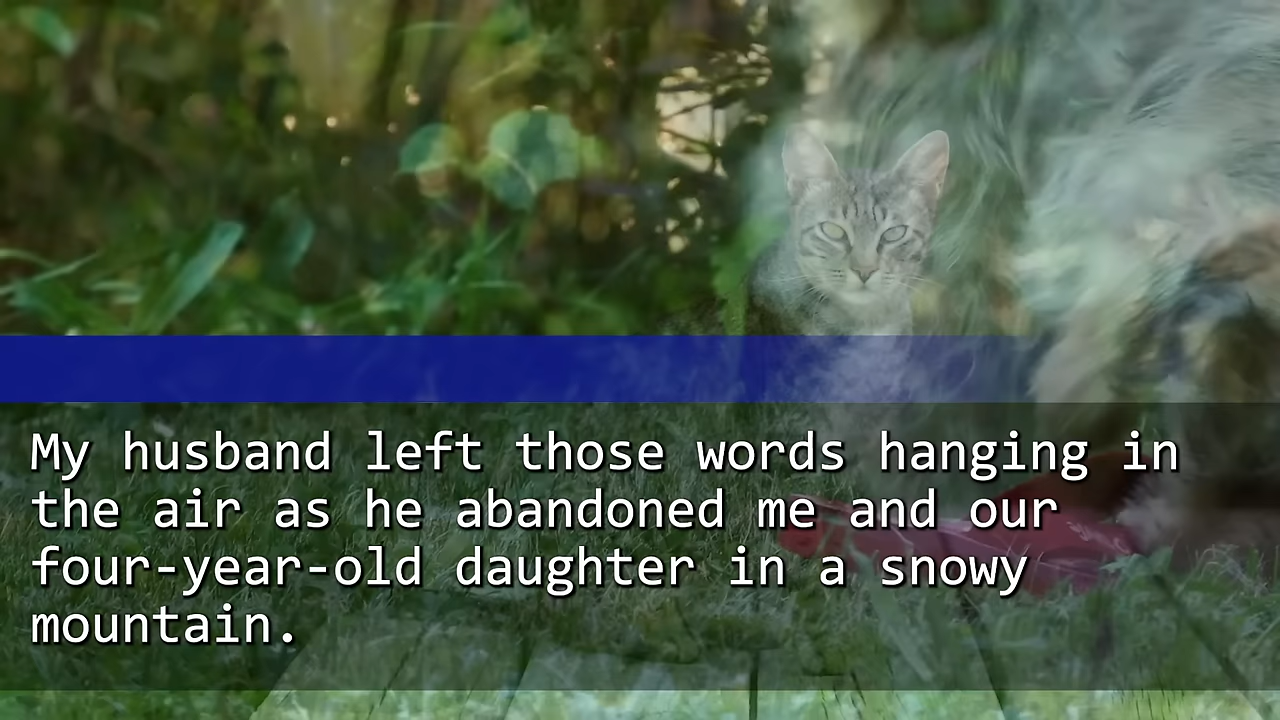 My husband left those words hanging in
the air as he abandoned me and our
four-year-old daughter in a snowy
mountain.